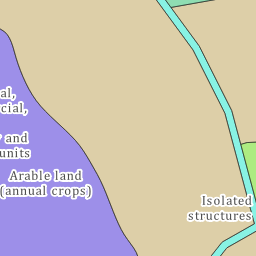 al,
cial,
and
units
Arable land
(annual crops)
Isolated
structures